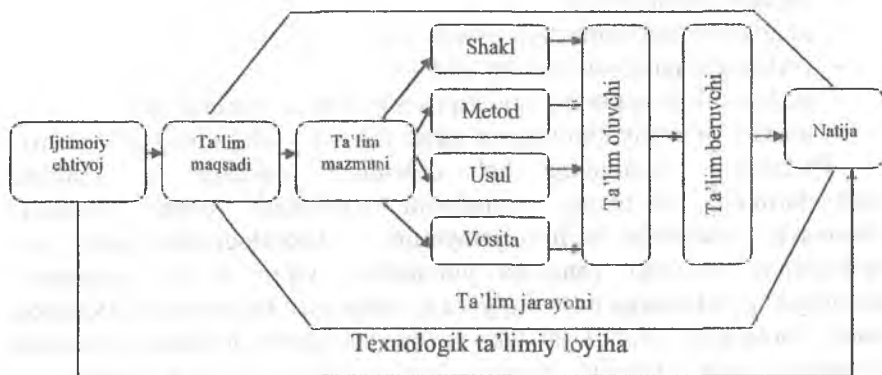 Ijtimoiy
ehtiyoj
Ta'lim
maqsadi
Ta'lim
mazmuni
Shakl
Metod
Usul
Vosita
Ta'lim oluvchi
Ta'lim beruvchi
Natija
Ta'lim jarayoni
Texnologik ta'limiy loyiha